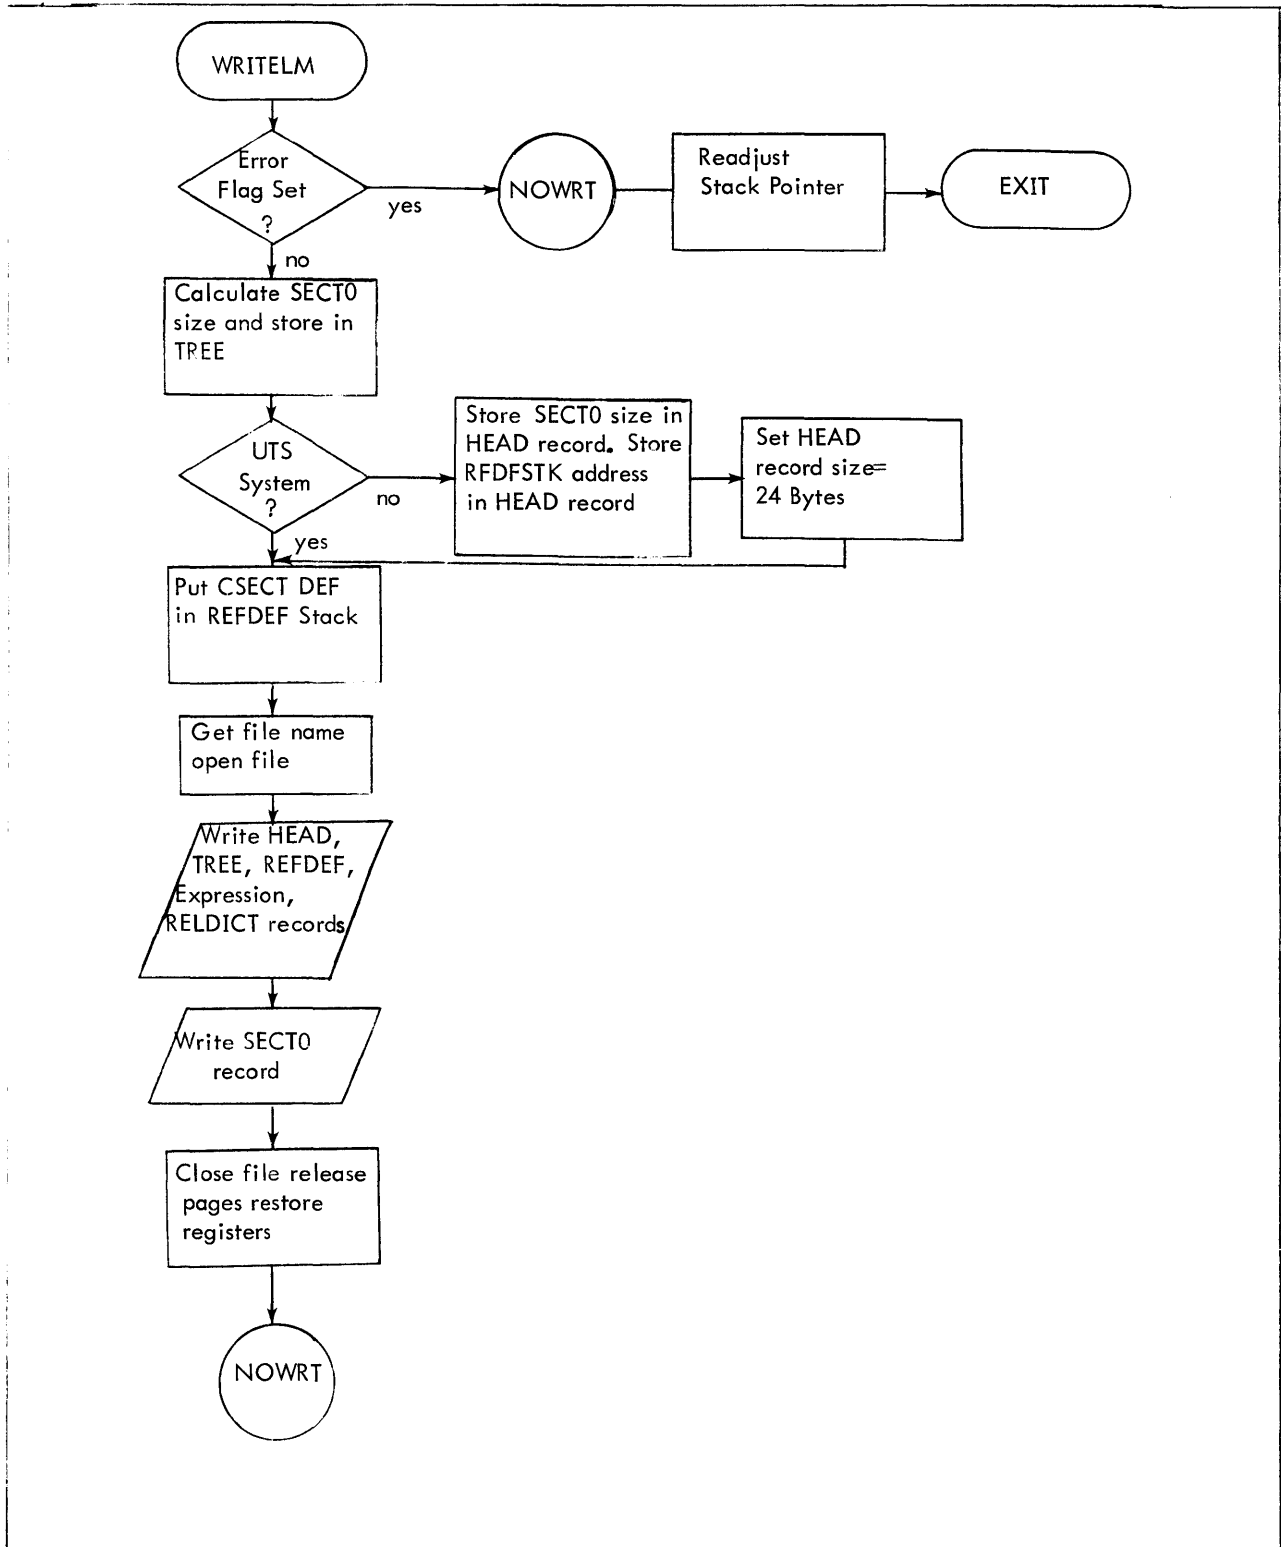 WRITELM
Error
Flag Set
?
yes
no
NOWRT
Readjust
Stack Pointer
EXIT
Calculate SECT0
size and store in
TREE
UTS
System
?
no
yes
Store SECT0 size in
HEAD record. Store
RFDFSTK address
in HEAD record
Set HEAD
record size=
24 Bytes
Put CSECT DEF
in REFDEF Stack
Get file name
open file
Write HEAD,
TREE, REFDEF,
Expression,
RELDICT records
Write SECT0
record
Close file release
pages restore
registers
NOWRT